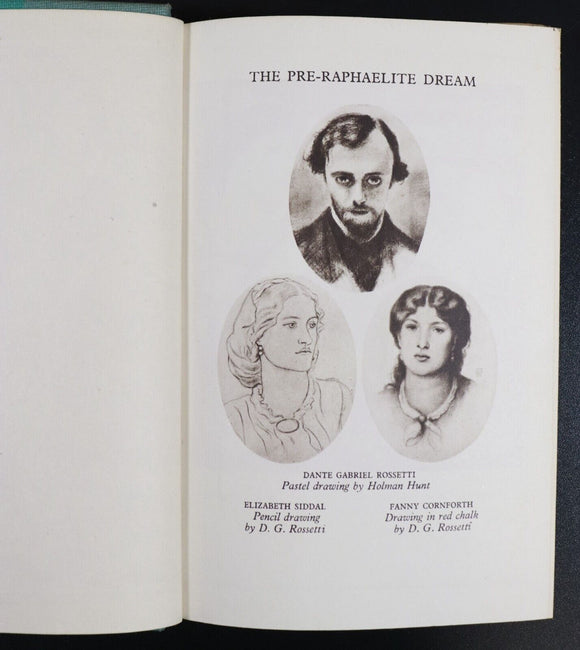 THE PRE-RAPHAELITE DREAM
DANTE GABRIEL ROSSETTI
Pastel drawing by Holman Hunt
ELIZABETH SIDDAL
Pencil drawing
by D. G. Rossetti
FANNY CORNFORTH
Drawing in red chalk
by D. G. Rossetti